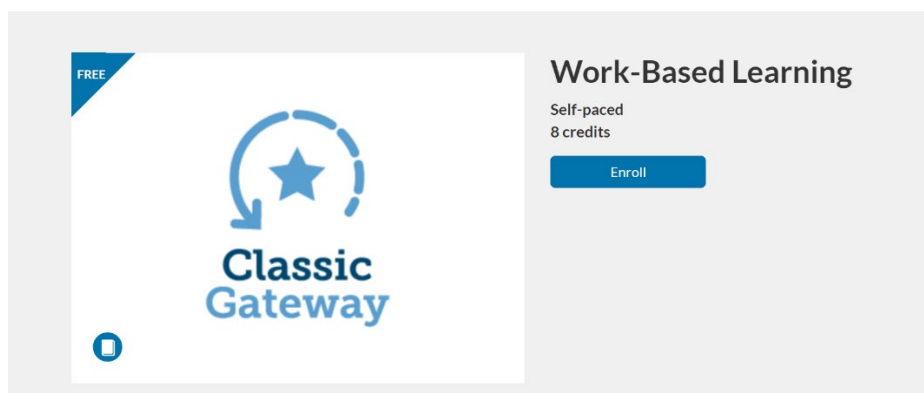 FREE
Classic
Gateway
Work-Based Learning
Self-paced
8 credits
Enroll